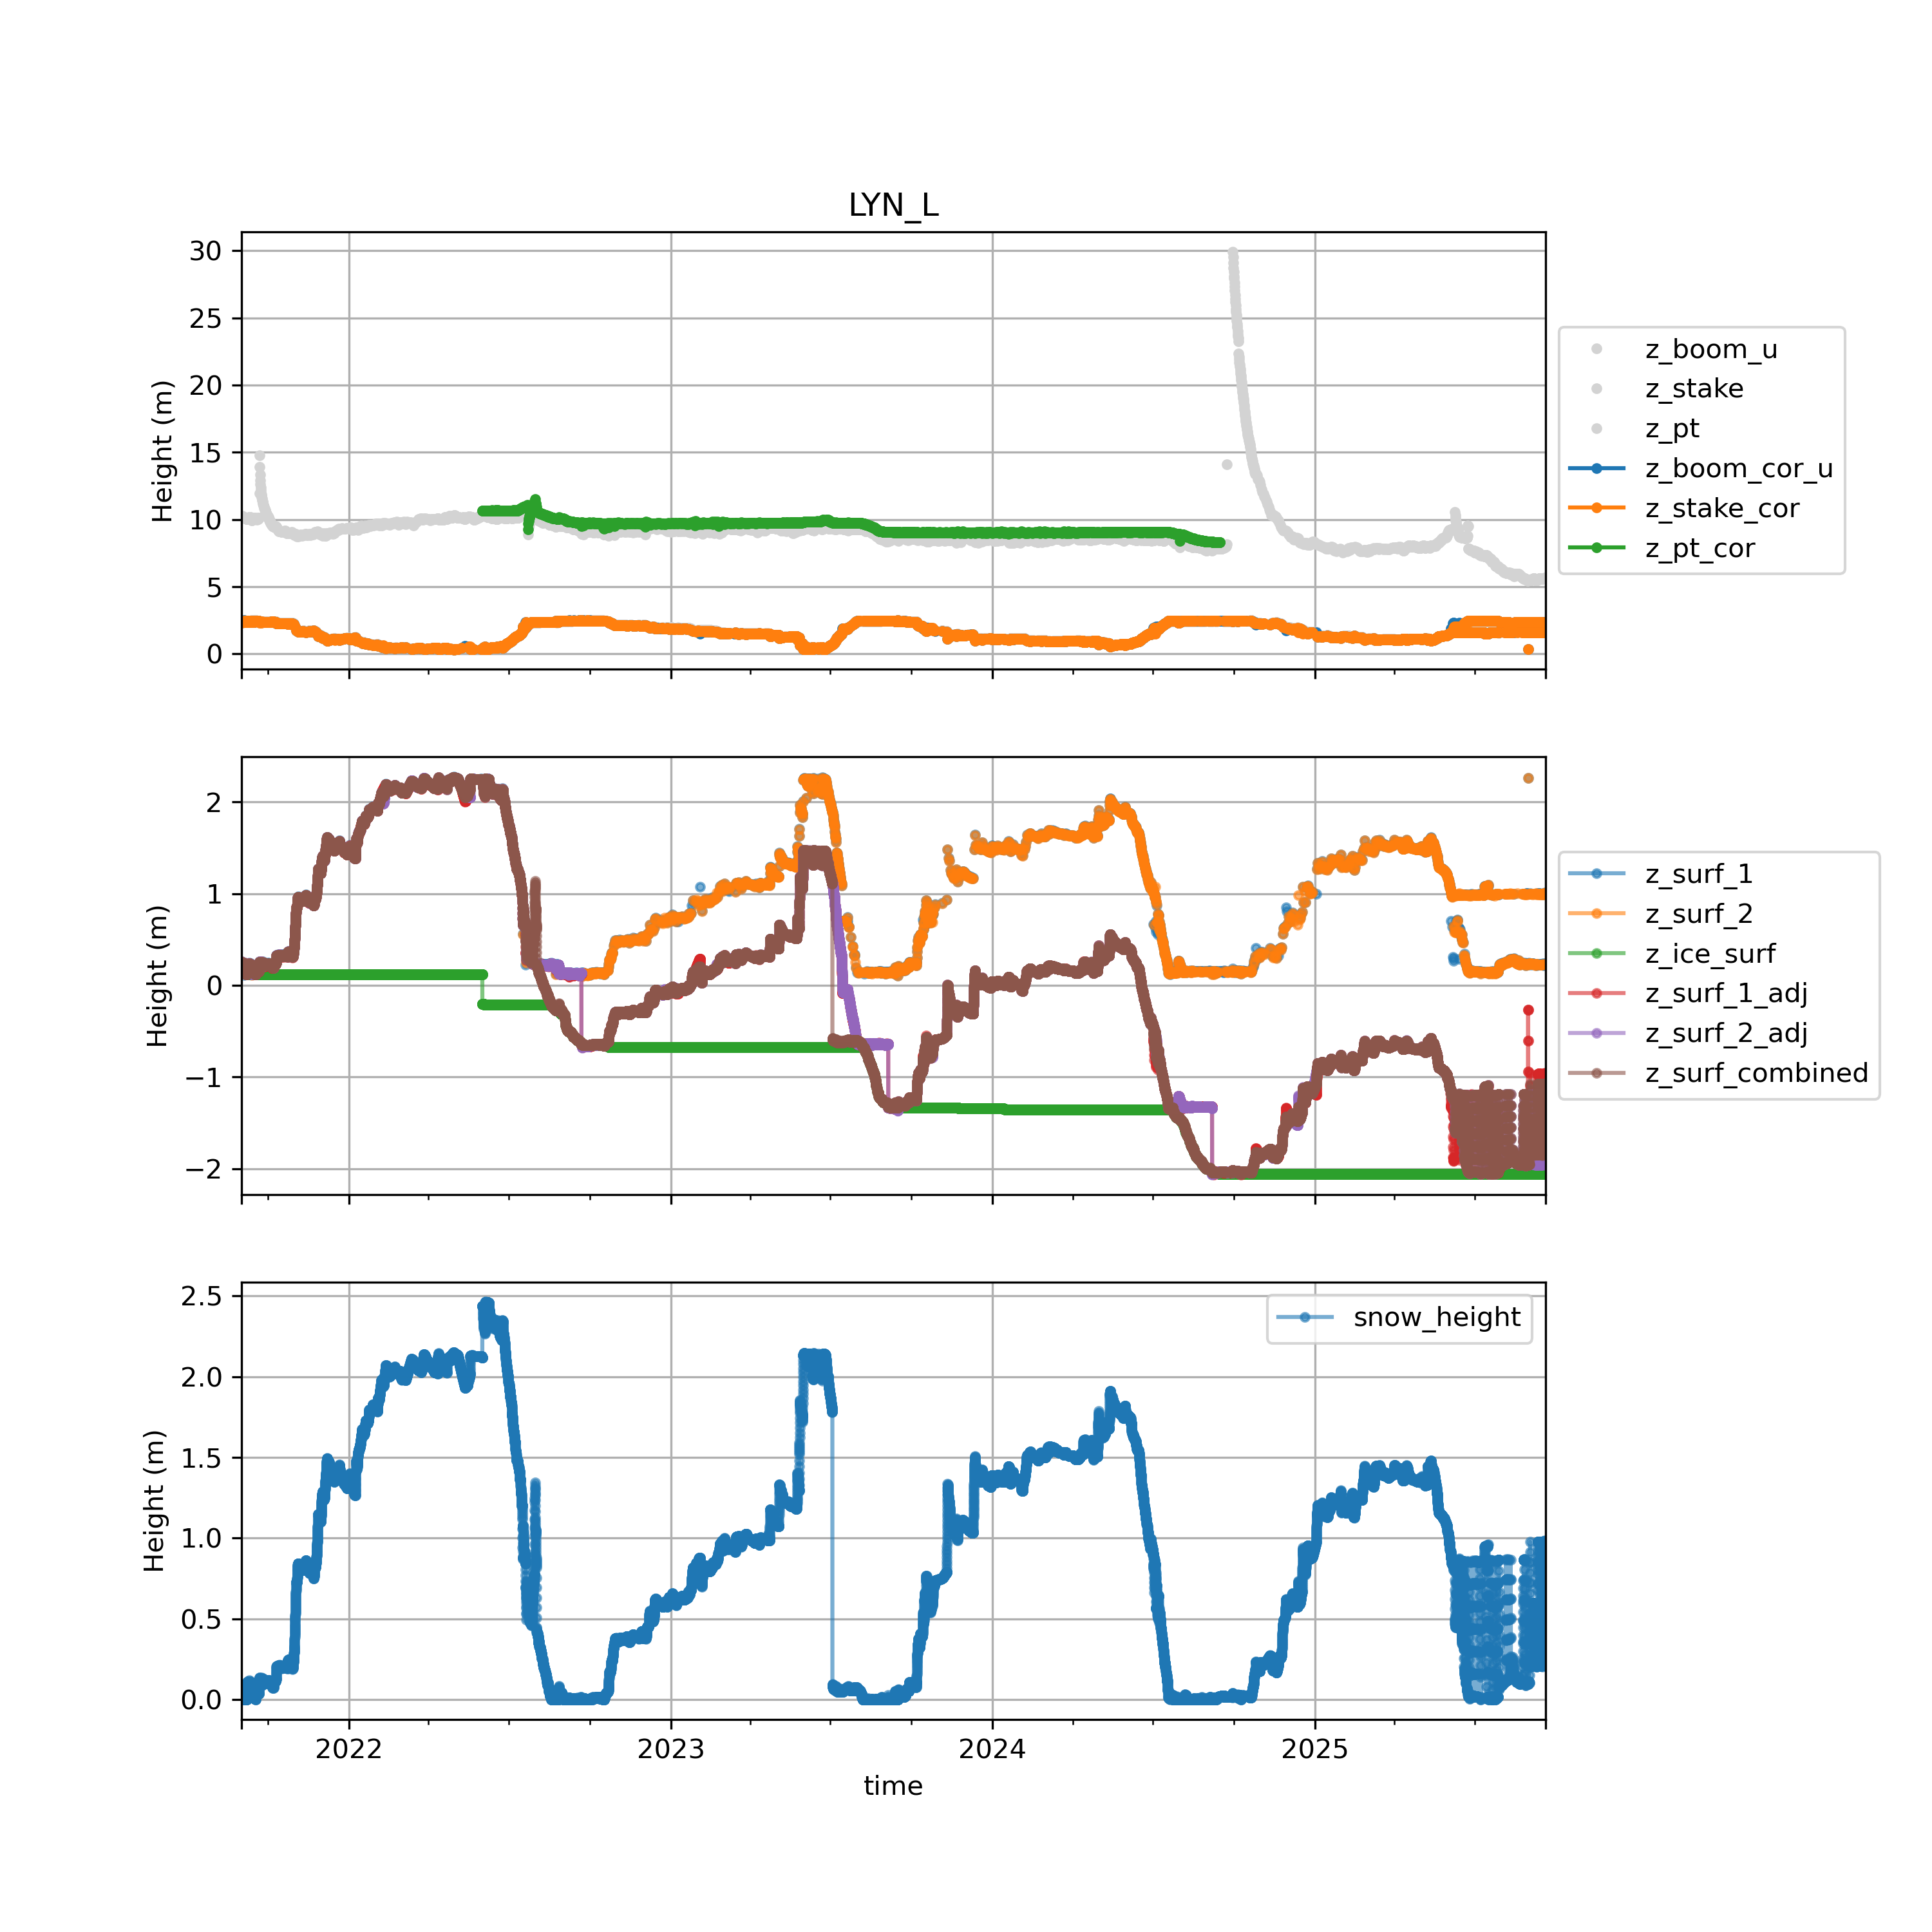 LYN_L
Height (m)
30
25
20
15
10
5
0
z_boom_u
z_stake
z_pt
z_boom_cor_u
z_stake_cor
z_pt_cor
Height (m)
2
1
0
−1
−2
z_surf_1
z_surf_2
z_ice_surf
z_surf_1_adj
z_surf_2_adj
z_surf_combined
Height (m)
2.5
2.0
1.5
1.0
0.5
0.0
snow_height
2022 2023 2024 2025
time